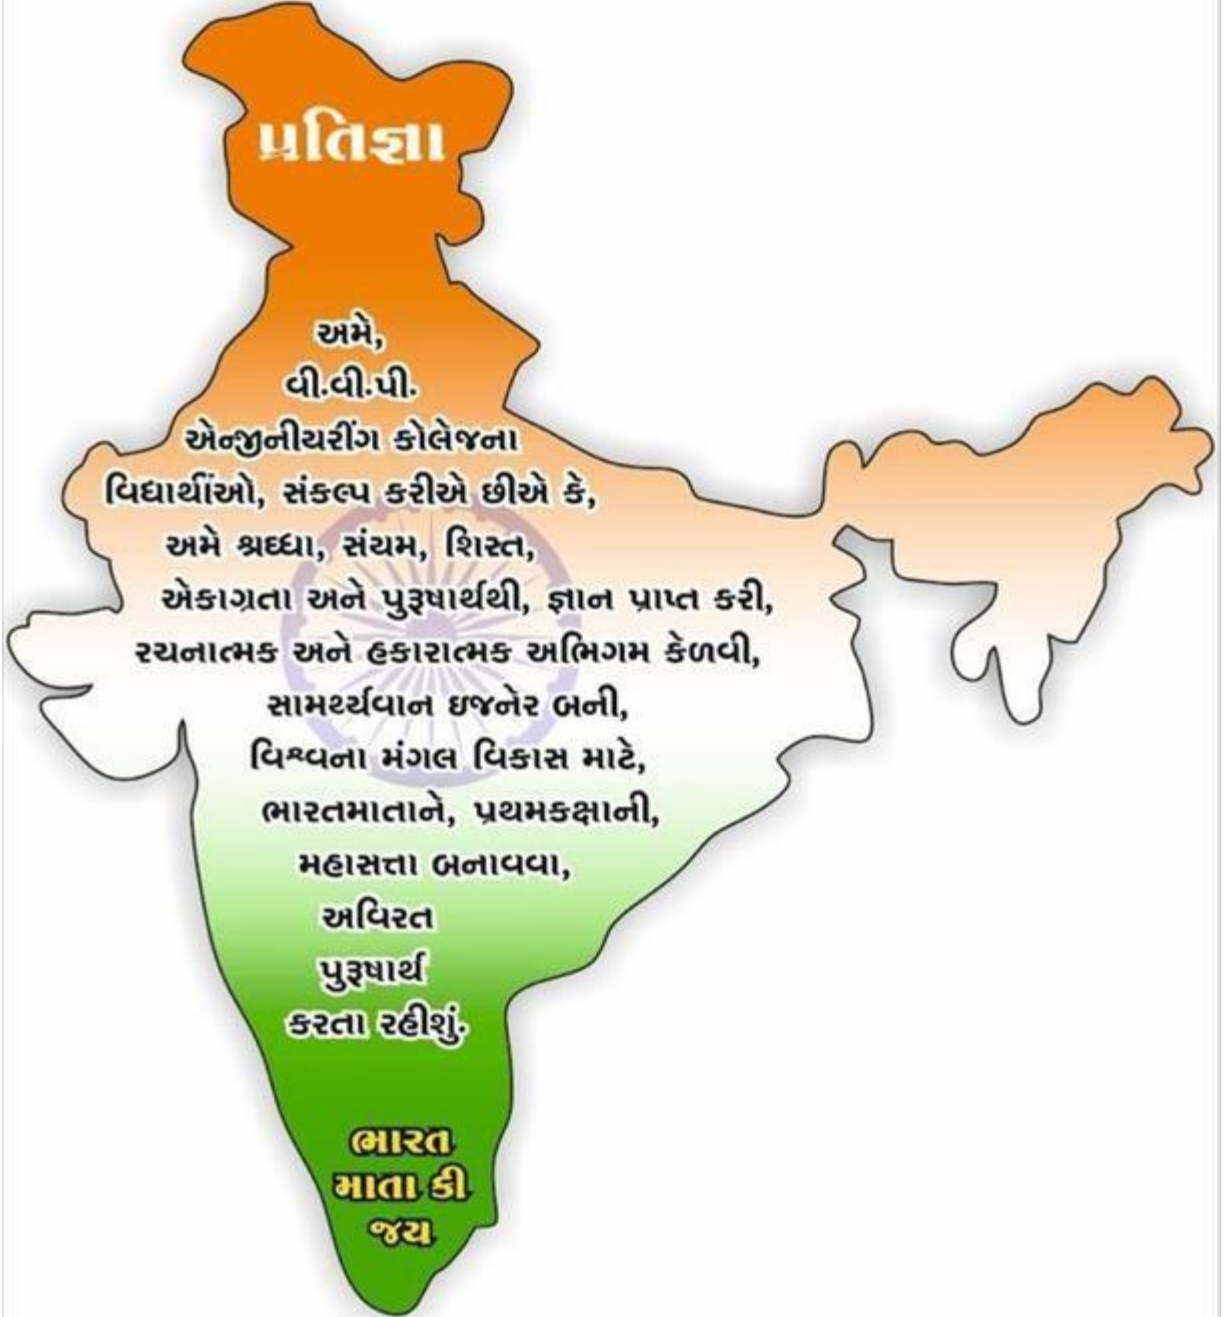 પ્રતિજ્ઞા
અમે,
વી.વી.પી.
એન્જીનીયરીંગ કોલેજના
વિદ્યાર્થીઓ, સંકલ્પ કરીએ છીએ કે,
અમે શ્રદ્ધા, સંયમ, શિસ્ત,
એકાગ્રતા અને પુરૂષાર્થથી, જ્ઞાન પ્રાપ્ત કરી,
રચનાત્મક અને હકારાત્મક અભિગમ કેળવી,
સામર્થ્યવાન ઇજનેર બની,
વિશ્વના મંગલ વિકાસ માટે,
ભારતમાતાને, પ્રથમકક્ષાની,
મહાસત્તા બનાવવા,
અવિરત
પુરૂષાર્થ
કરતા રહીશું.
ભારત
માતા કી
જય